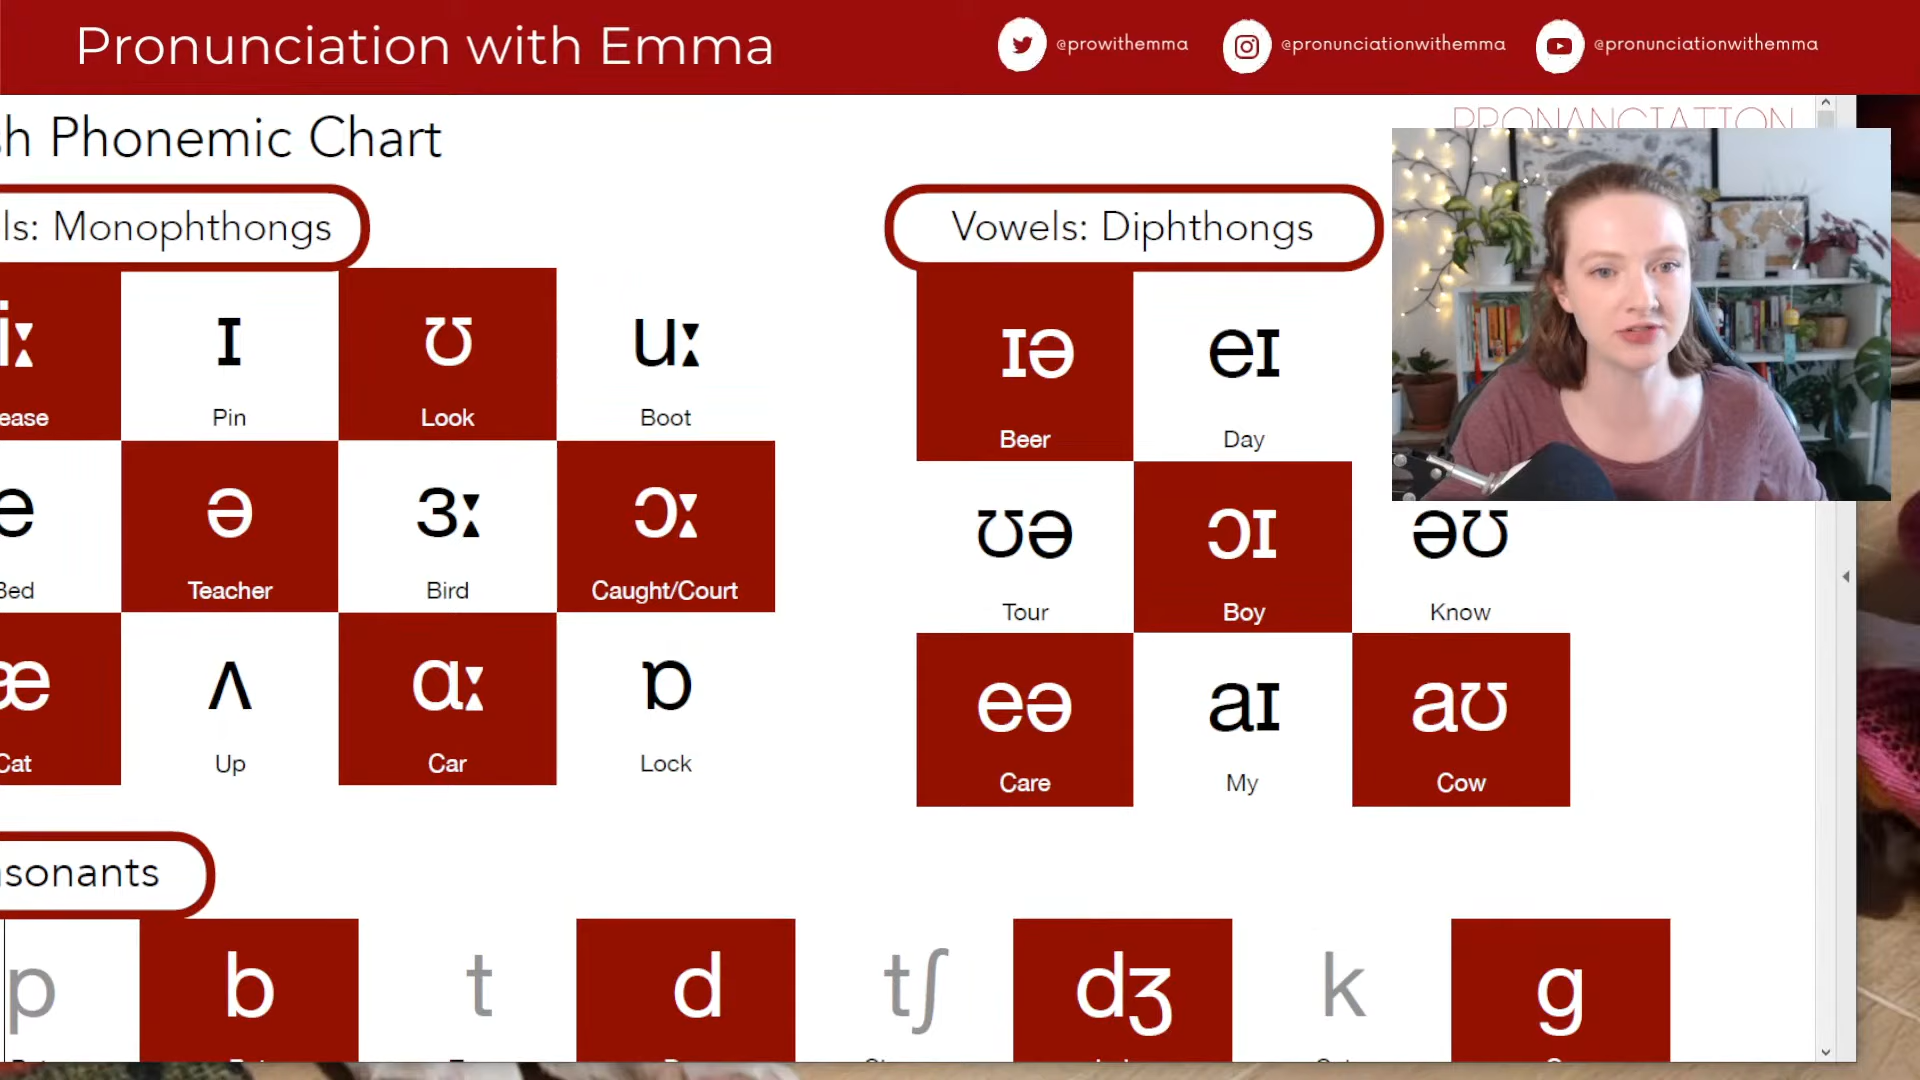 Pronunciation with Emma
@prowithemma
@pronunciationwithemma
@pronunciationwithemma
PRONANCIATION
h Phonemic Chart
ls: Monophthongs
Vowels: Diphthongs
iː ɪ ʊ uː
ease Pin Look Boot
e ə ɜː ɔː
Bed Teacher Bird Caught/Court
æ ʌ ɑː ɒ
Cat Up Car Lock
ɪə eɪ
Beer Day
ʊə ɔɪ əʊ
Tour Boy Know
eə aɪ aʊ
Care My Cow
sonants
p b t d tʃ dʒ k g